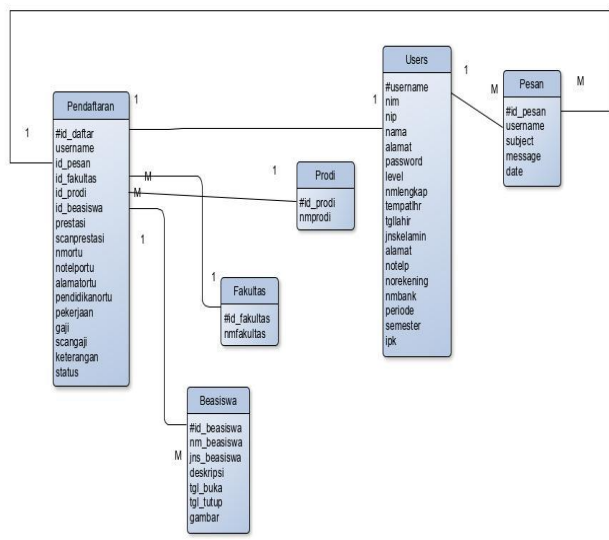 Pendaftaran
#id_daftar
username
id_pesan
id_fakultas
id_prodi
id_beasiswa
prestasi
scanprestasi
nmortu
notelportu
alamatortu
pendidikanortu
pekerjaan
gaji
scangaji
keterangan
status
Users
#username
nim
nip
nama
alamat
password
level
nmlengkap
tempatlhr
tgllahir
jnskelamin
alamat
notelp
norekening
nmbank
periode
semester
ipk
Pesan
#id_pesan
username
subject
message
date
Prodi
#id_prodi
nmprodi
Fakultas
#id_fakultas
nmfakultas
Beasiswa
#id_beasiswa
nm_beasiswa
jns_beasiswa
deskripsi
tgl_buka
tgl_tutup
gambar
1
1
1
1
M
M
M
1
M
1
1
M